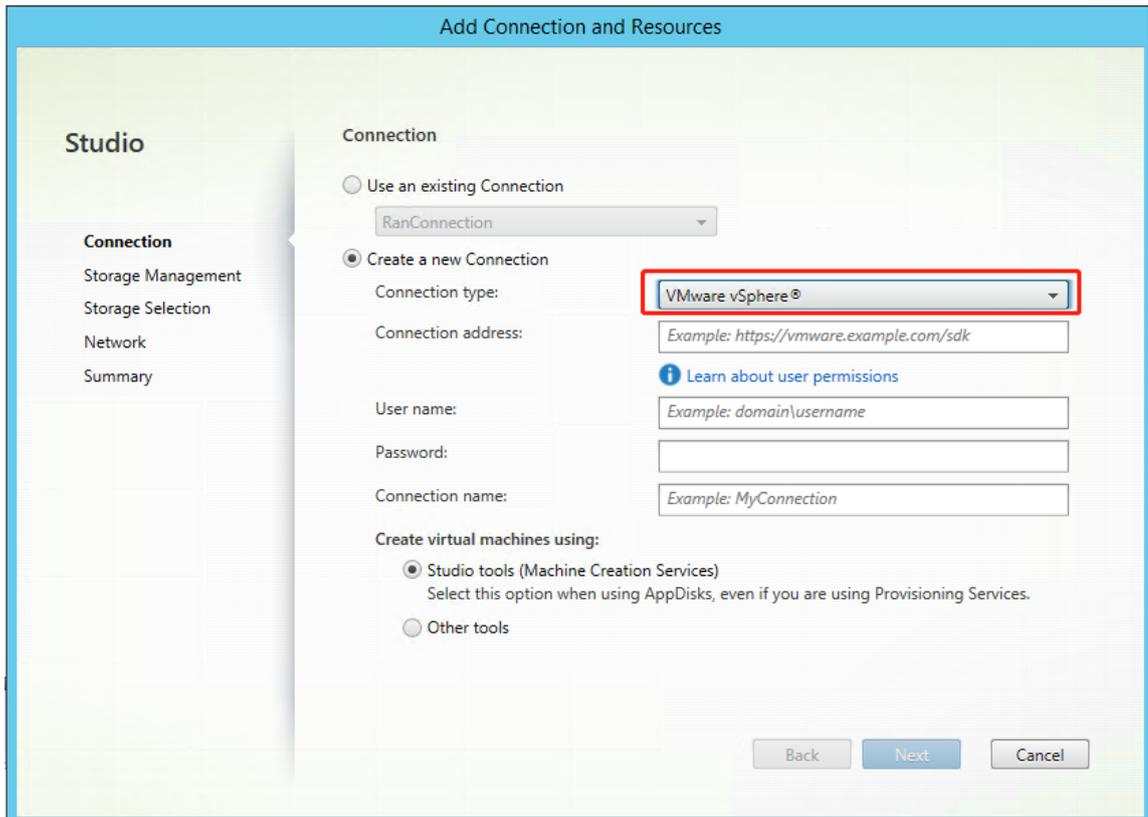 Add Connection and Resources
Studio
Connection
Storage Management
Storage Selection
Network
Summary
Connection
Use an existing Connection
RanConnection
Create a new Connection
Connection type:
VMware vSphere®
Connection address:
Example: https://vmware.example.com/sdk
Learn about user permissions
User name:
Example: domain\username
Password:
Connection name:
Example: MyConnection
Create virtual machines using:
Studio tools (Machine Creation Services)
Select this option when using AppDisks, even if you are using Provisioning Services.
Other tools
Back
Next
Cancel